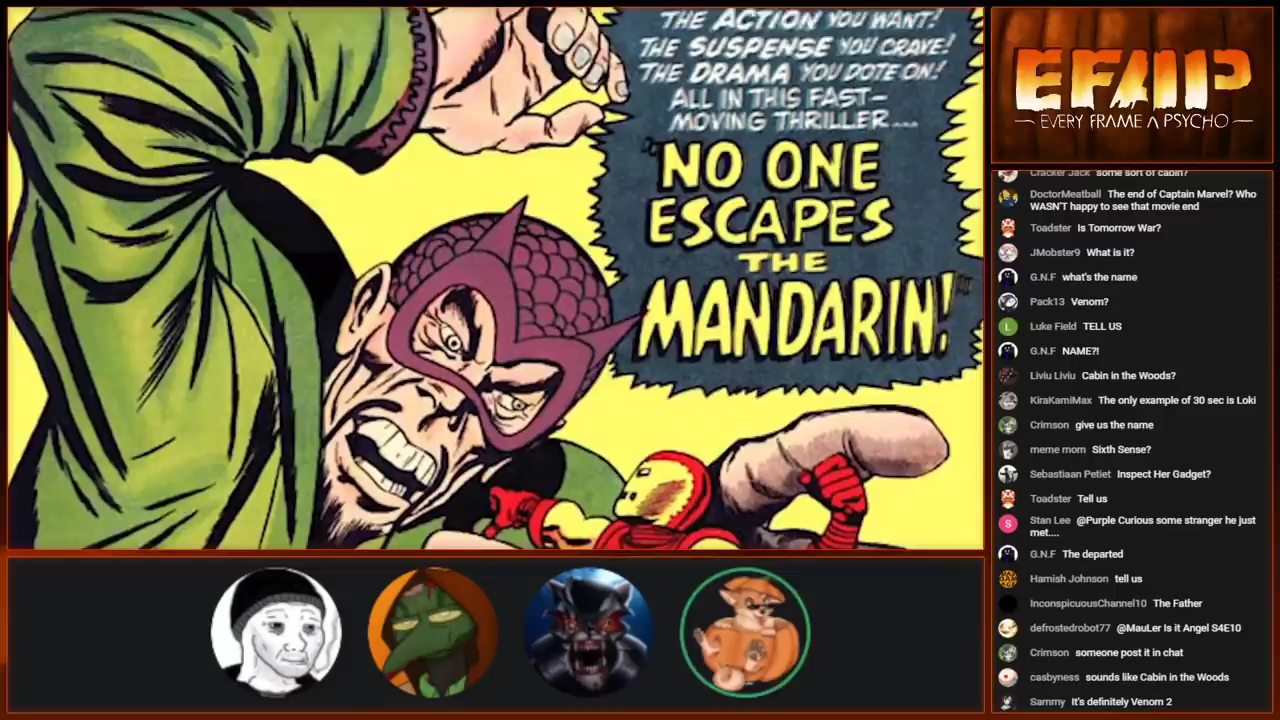 THE ACTION YOU WANT!
THE SUSPENSE YOU CRAVE!
THE DRAMA YOU DOTE ON!
ALL IN THIS FAST-
MOVING THRILLER...
"NO ONE
ESCAPES
THE
MANDARIN!"
EFAP
EVERY FRAME A PSYCHO
Cracker Jack some sort of cabin?
DoctorMeatball The end of Captain Marvel? Who
WASN'T happy to see that movie end
Toadster Is Tomorrow War?
JMobster9 What is it?
G.N.F what's the name
Pack13 Venom?
L Luke Field TELL US
G.N.F NAME?!
Liviu Liviu Cabin in the Woods?
KiraKamiMax The only example of 30 sec is Loki
Crimson give us the name
meme mom Sixth Sense?
Sebastiaan Petiet Inspect Her Gadget?
Toadster Tell us
S Stan Lee @Purple Curious some stranger he just
met....
G.N.F The departed
Hamish Johnson tell us
InconspicuousChannel10 The Father
defrostedrobot77 @MauLer Is it Angel S4E10
Crimson someone post it in chat
casbyness sounds like Cabin in the Woods
Sammy It's definitely Venom 2